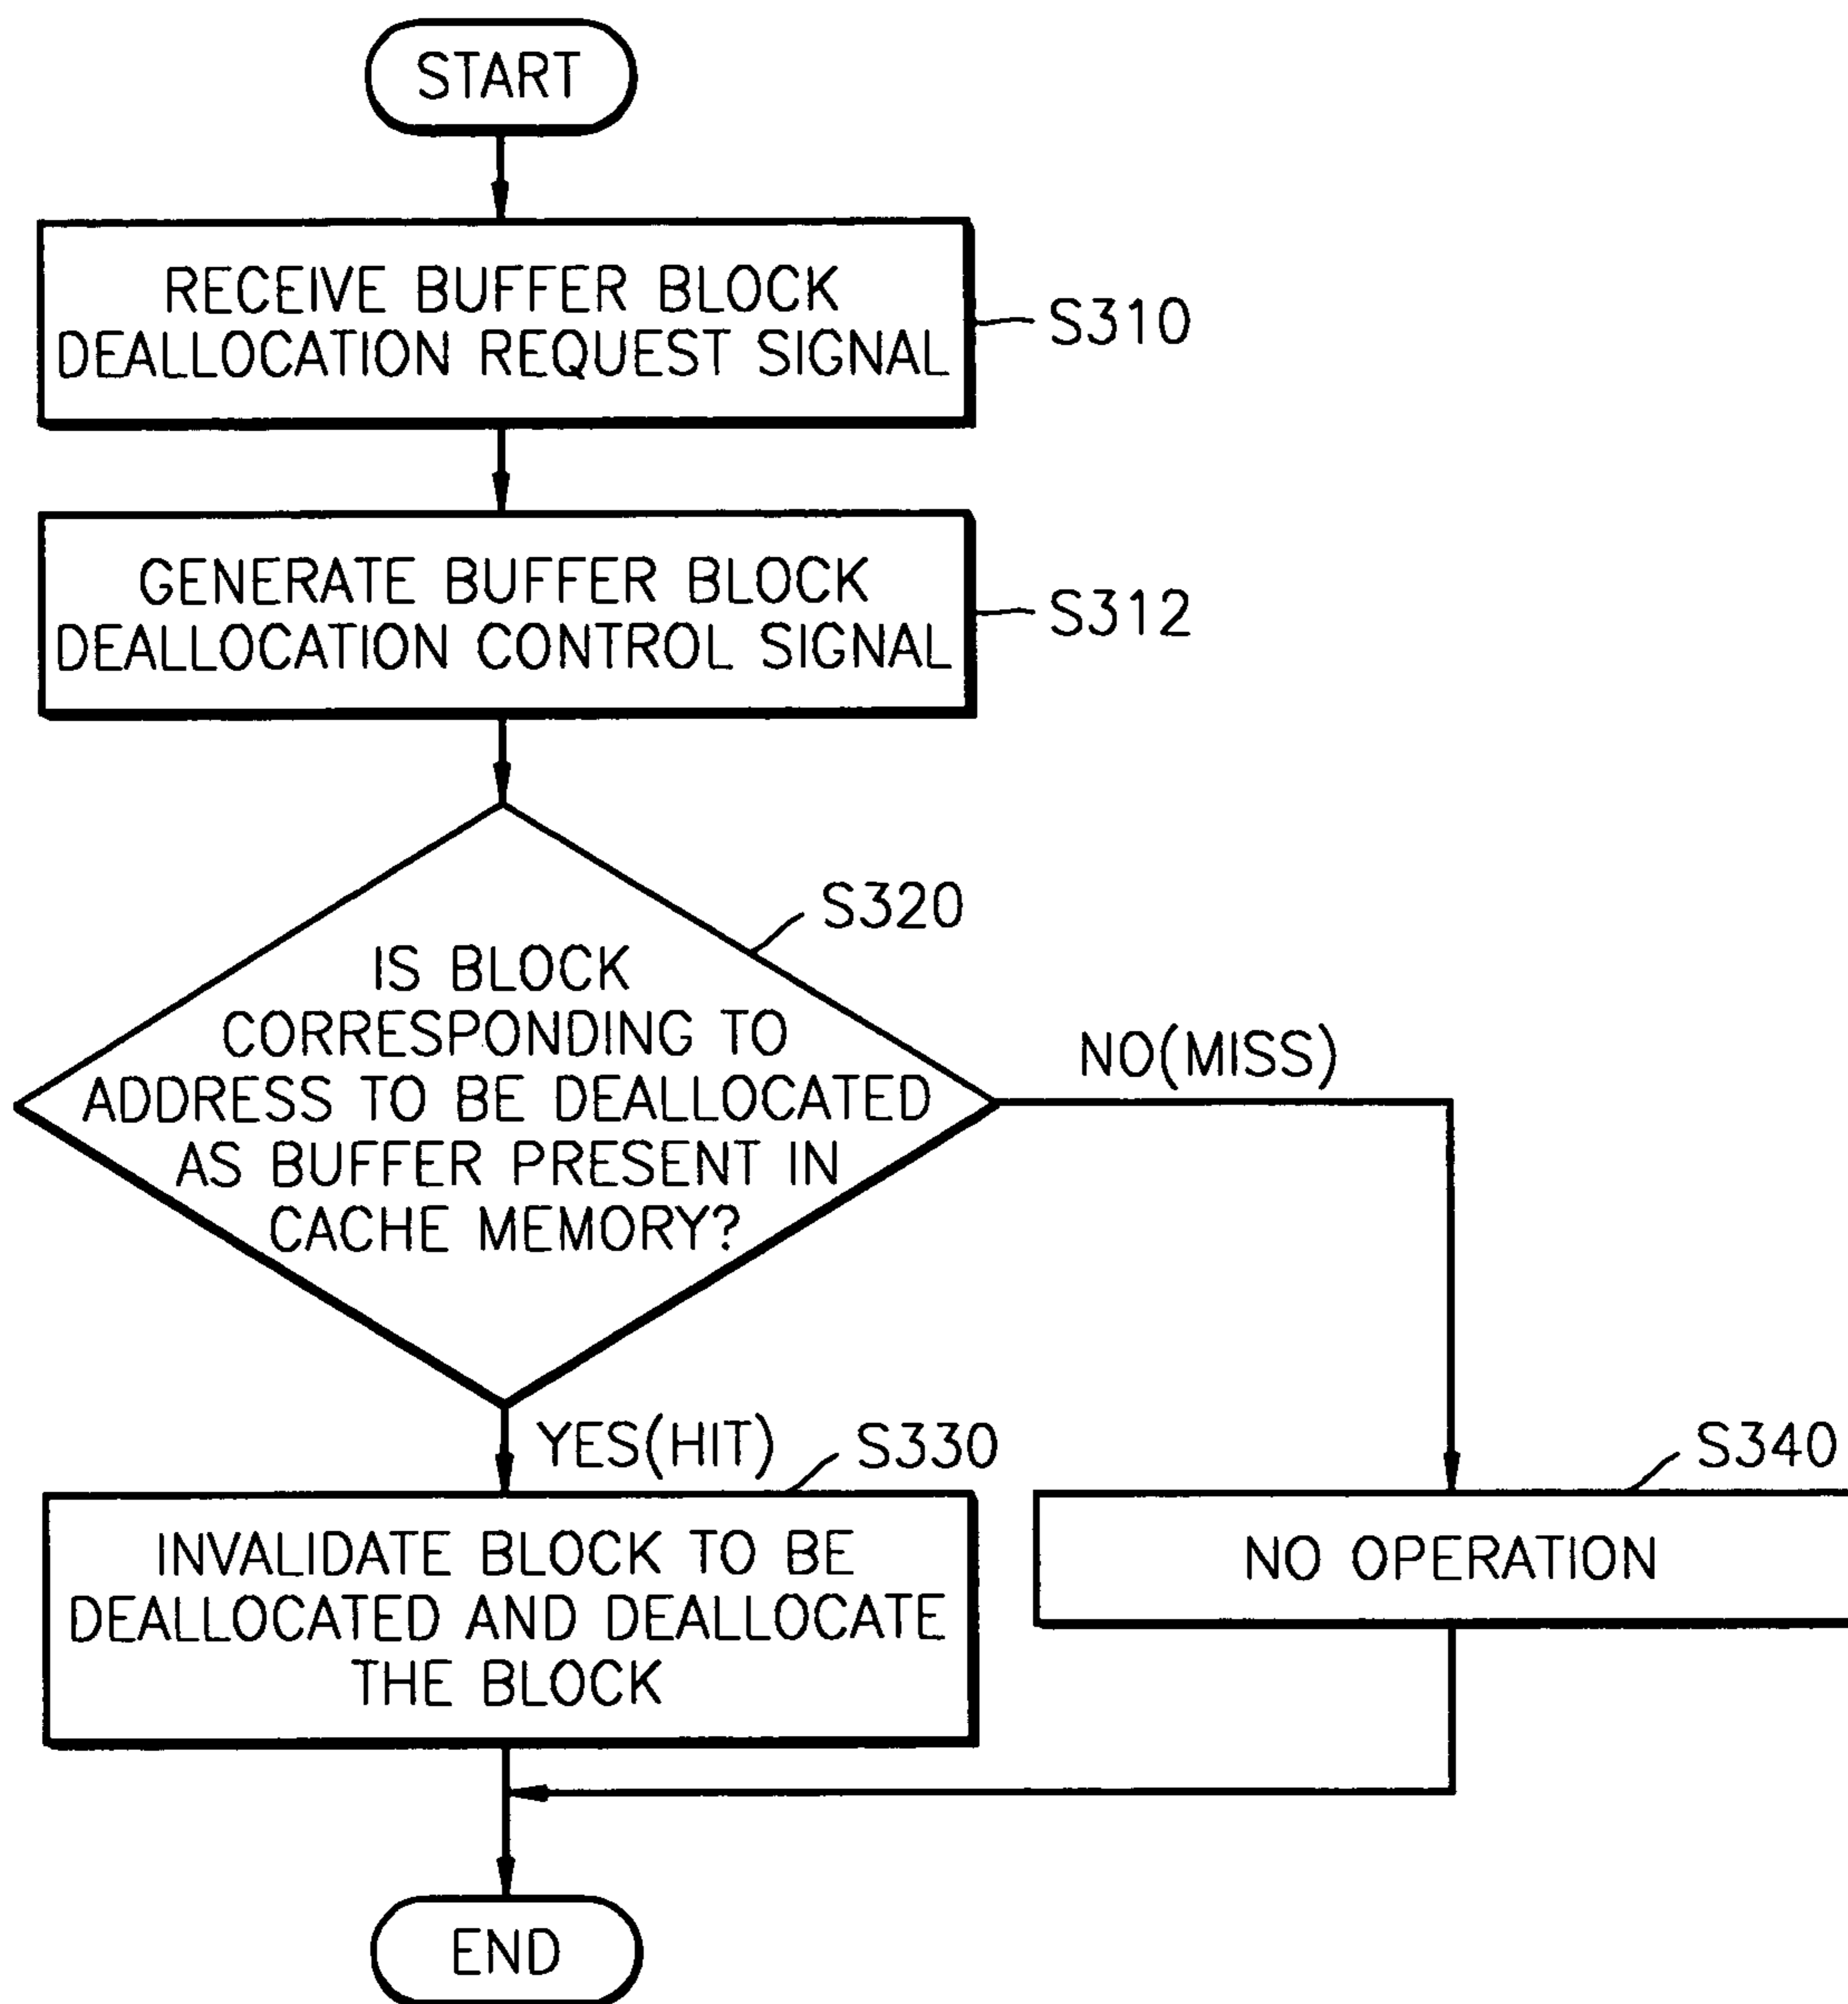 START
RECEIVE BUFFER BLOCK
DEALLOCATION REQUEST SIGNAL
S310
GENERATE BUFFER BLOCK
DEALLOCATION CONTROL SIGNAL
S312
S320
IS BLOCK
CORRESPONDING TO
ADDRESS TO BE DEALLOCATED
AS BUFFER PRESENT IN
CACHE MEMORY?
NO(MISS)
YES(HIT)
S330
S340
INVALIDATE BLOCK TO BE
DEALLOCATED AND DEALLOCATE
THE BLOCK
NO OPERATION
END